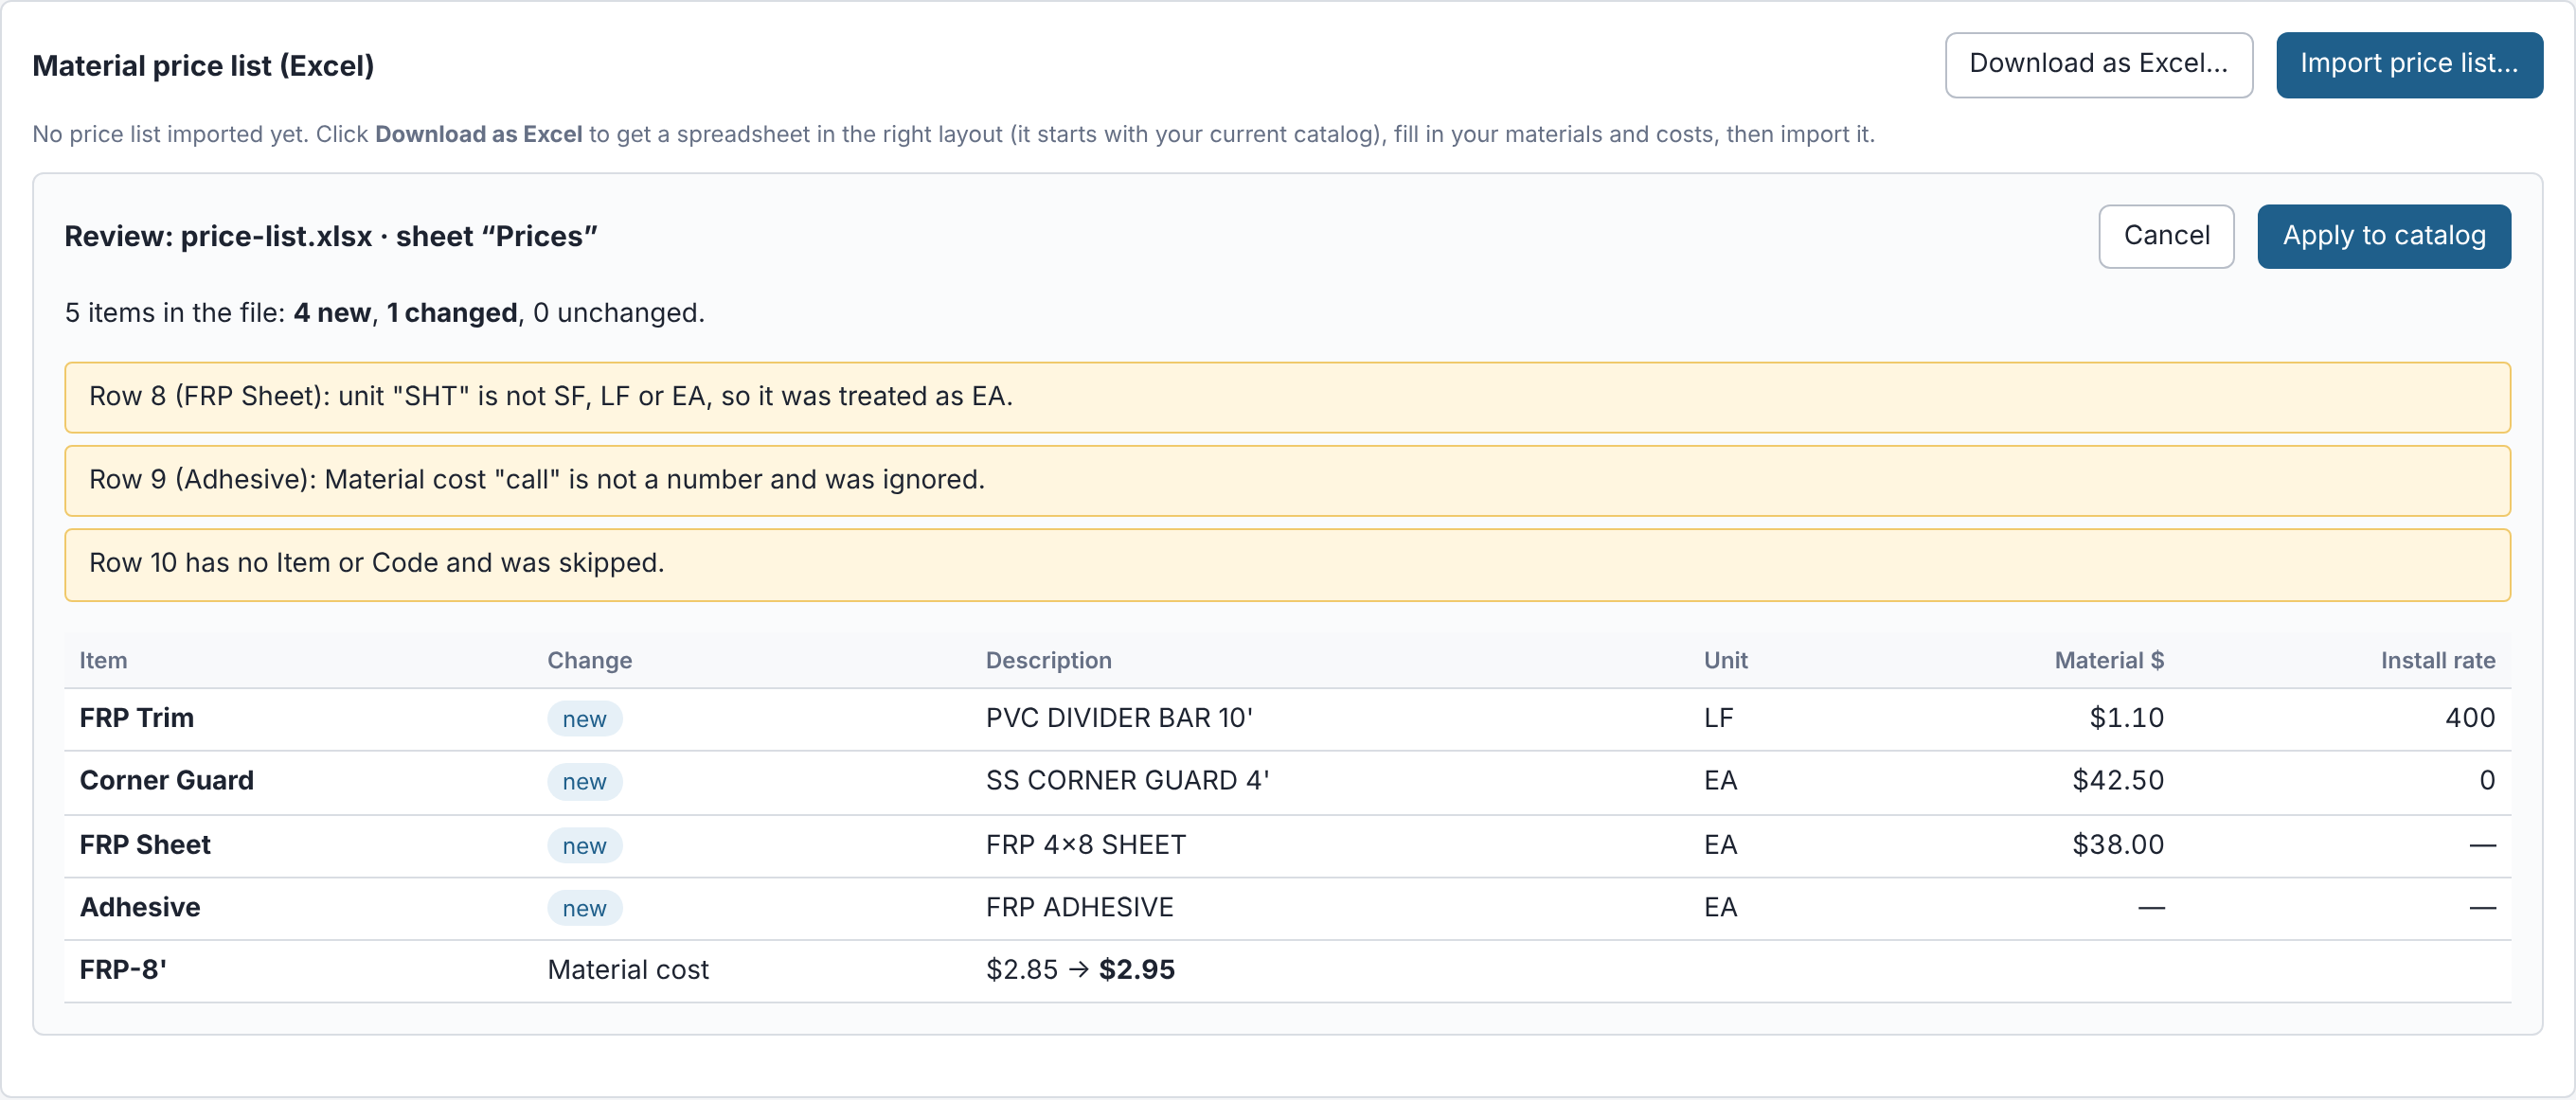 Material price list (Excel)
Download as Excel...
Import price list...
No price list imported yet. Click Download as Excel to get a spreadsheet in the right layout (it starts with your current catalog), fill in your materials and costs, then import it.
Review: price-list.xlsx · sheet “Prices”
Cancel
Apply to catalog
5 items in the file: 4 new, 1 changed, 0 unchanged.
Row 8 (FRP Sheet): unit "SHT" is not SF, LF or EA, so it was treated as EA.
Row 9 (Adhesive): Material cost "call" is not a number and was ignored.
Row 10 has no Item or Code and was skipped.
Item Change Description Unit Material $ Install rate
FRP Trim new PVC DIVIDER BAR 10' LF $1.10 400
Corner Guard new SS CORNER GUARD 4' EA $42.50 0
FRP Sheet new FRP 4×8 SHEET EA $38.00 —
Adhesive new FRP ADHESIVE EA — —
FRP-8' Material cost $2.85 → $2.95